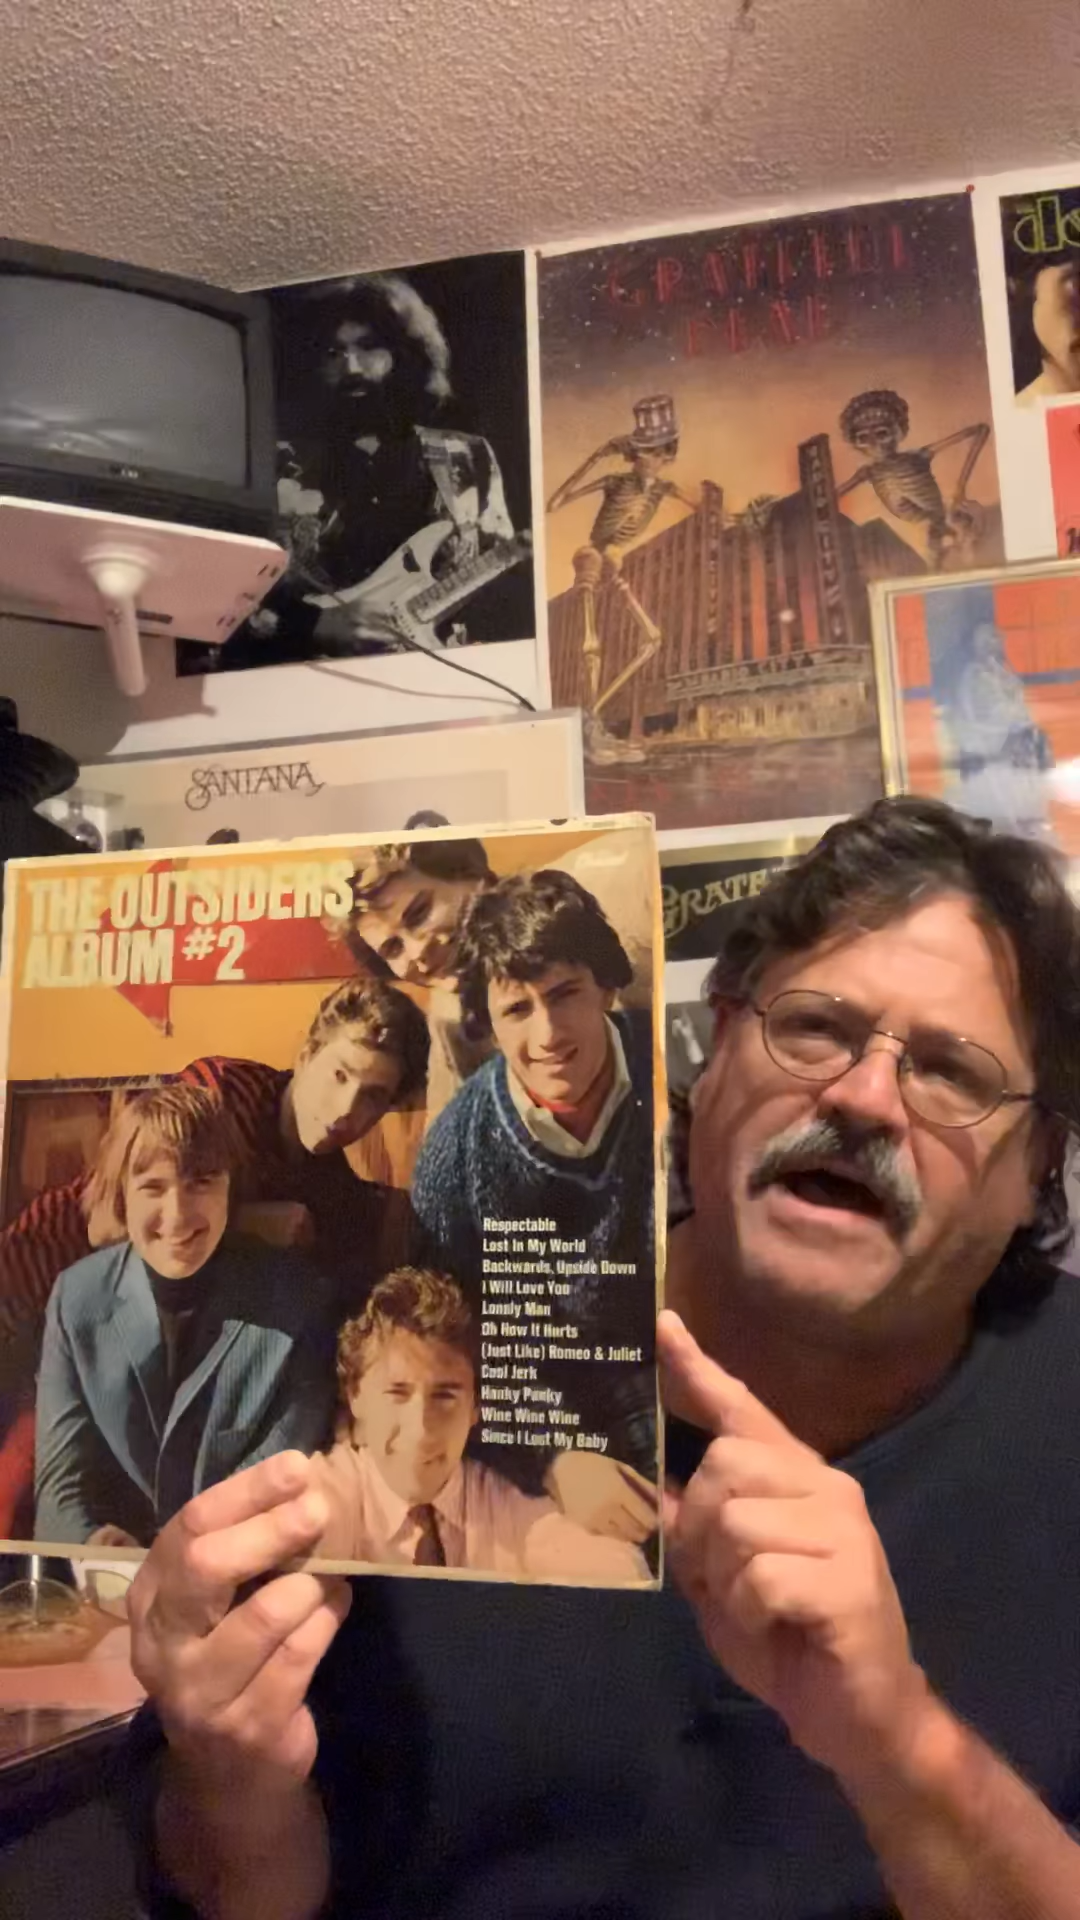 GRATEFUL
DEAD
SANTANA
GRATE
THE OUTSIDERS
ALBUM #2
Capitol
Respectable
Lost In My World
Backwards, Upside Down
I Will Love You
Lonely Man
Oh How It Hurts
(Just Like) Romeo & Juliet
Cool Jerk
Hanky Panky
Wine Wine Wine
Since I Lost My Baby